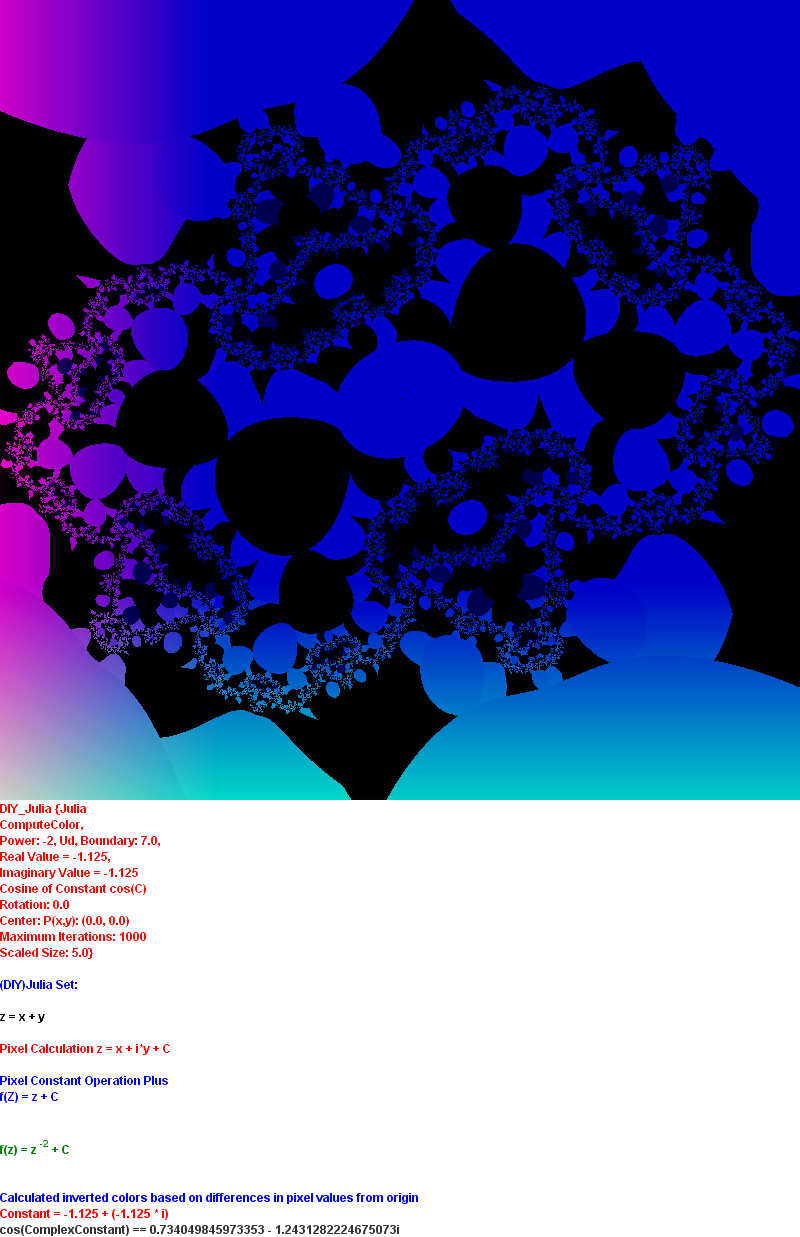 DIY_Julia {Julia
ComputeColor,
Power: -2, Ud, Boundary: 7.0,
Real Value = -1.125,
Imaginary Value = -1.125
Cosine of Constant cos(C)
Rotation: 0.0
Center: P(x,y): (0.0, 0.0)
Maximum Iterations: 1000
Scaled Size: 5.0}
(DIY)Julia Set:
z = x + y
Pixel Calculation z = x + i*y + C
Pixel Constant Operation Plus
f(Z) = z + C
f(z) = z -2 + C
Calculated inverted colors based on differences in pixel values from origin
Constant = -1.125 + (-1.125 * i)
cos(ComplexConstant) == 0.734049845973353 - 1.2431282224675073i